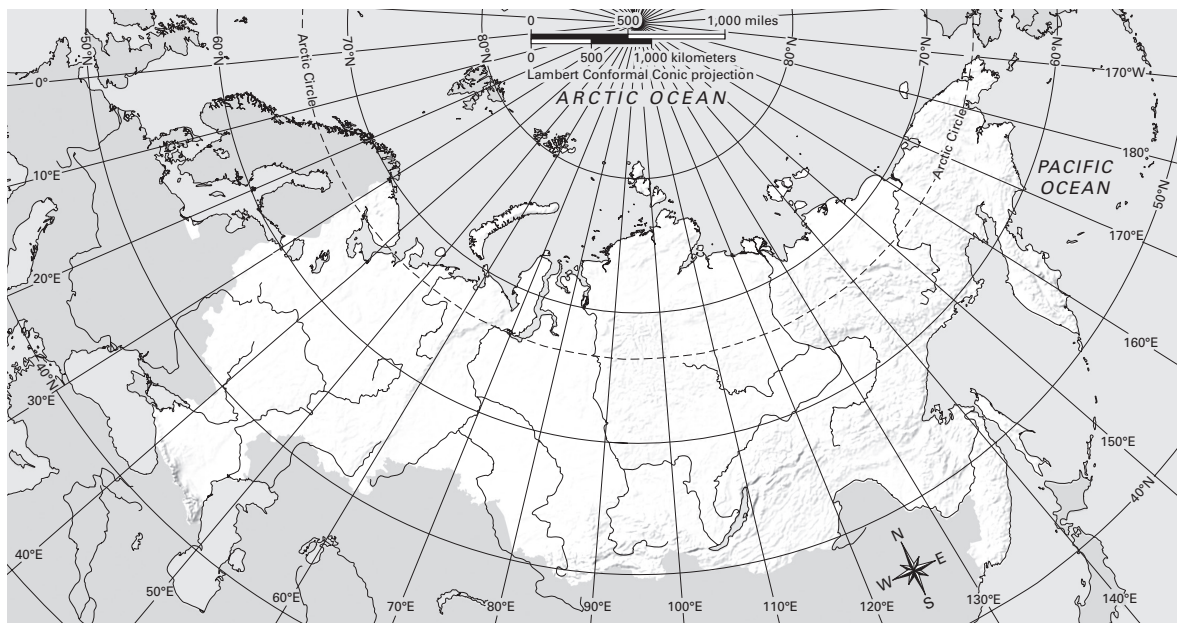 0 500 1,000 miles
0 500 1,000 kilometers
Lambert Conformal Conic projection
ARCTIC OCEAN
PACIFIC
OCEAN
50°N
60°N
Arctic Circle
70°N
80°N
80°N
70°N
60°N
170°W
0°
Arctic Circle
180°
10°E
50°N
170°E
20°E
160°E
40°N
30°E
150°E
40°N
N
W
E
S
40°E
50°E
60°E
70°E
80°E
90°E
100°E
110°E
120°E
130°E
140°E